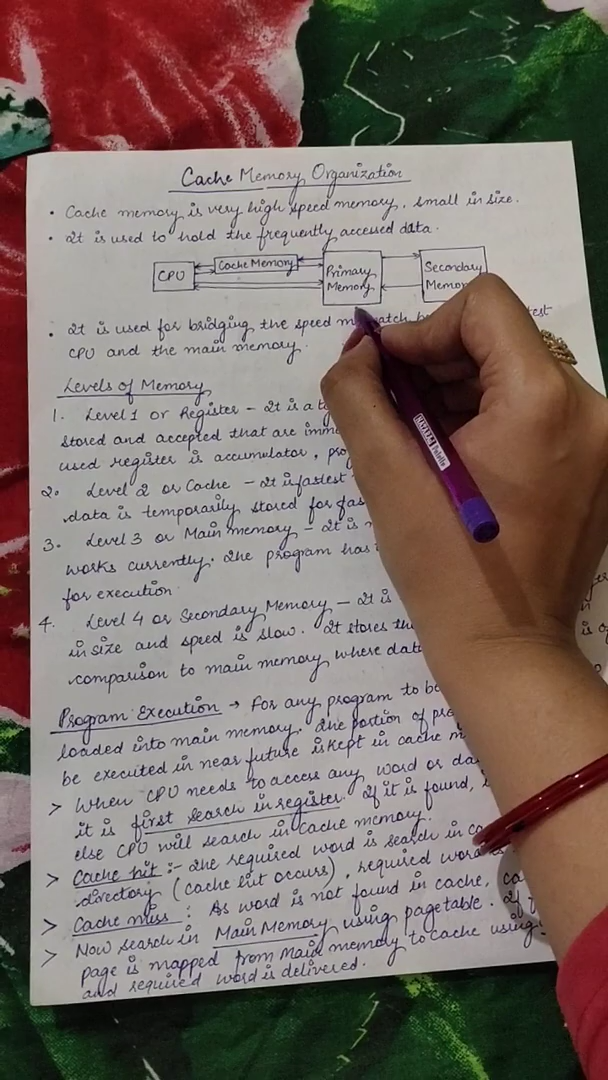 Cache Memory Organization
• Cache memory is very high speed memory, small in size.
• It is used to hold the frequently accessed data.
CPU
Cache Memory
Primary Memory
Secondary
• It is used for bridging the speed
CPU and the main memory.
Levels of Memory
1. Level 1 or Register – It is a
stored and accepted that are
used register is accumulator,
2. Level 2 or Cache – It is fastest
data is temporarily stored for
3. Level 3 or Main memory – It is
works currently. The program has
for execution
4. Level 4 or Secondary Memory – It is
in size and speed is slow. It stores
comparison to main memory where
Program Execution → For any program to
loaded into main memory. The portion of
be executed in near future is kept in cache
> When CPU needs to access any word or
it is first search in register. If it is found,
else CPU will search in cache memory.
> Cache hit :- The required word is search in
directory (cache hit occurs), required word
> Cache miss : As word is not found in cache,
> Now search in Main Memory using pagetable. If
page is mapped from main memory to cache using
and required word is delivered.